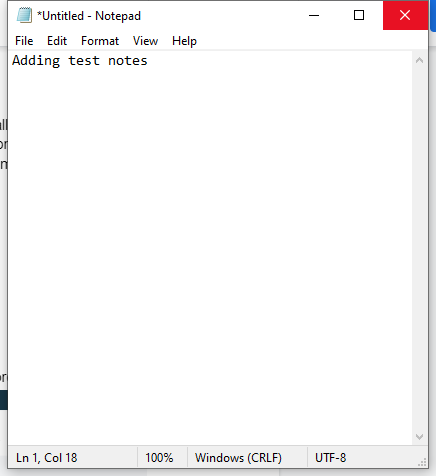 *Untitled - Notepad
File Edit Format View Help
Adding test notes
Ln 1, Col 18 100% Windows (CRLF) UTF-8